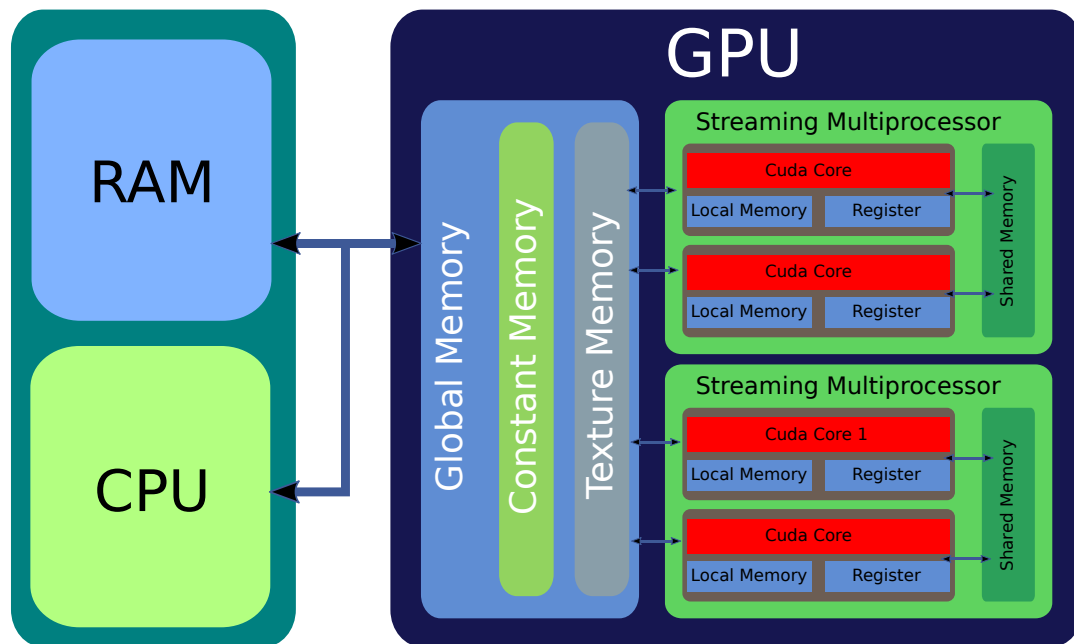 RAM
CPU
GPU
Global Memory
Constant Memory
Texture Memory
Streaming Multiprocessor
Cuda Core
Local Memory
Register
Cuda Core
Local Memory
Register
Shared Memory
Streaming Multiprocessor
Cuda Core 1
Local Memory
Register
Cuda Core
Local Memory
Register
Shared Memory